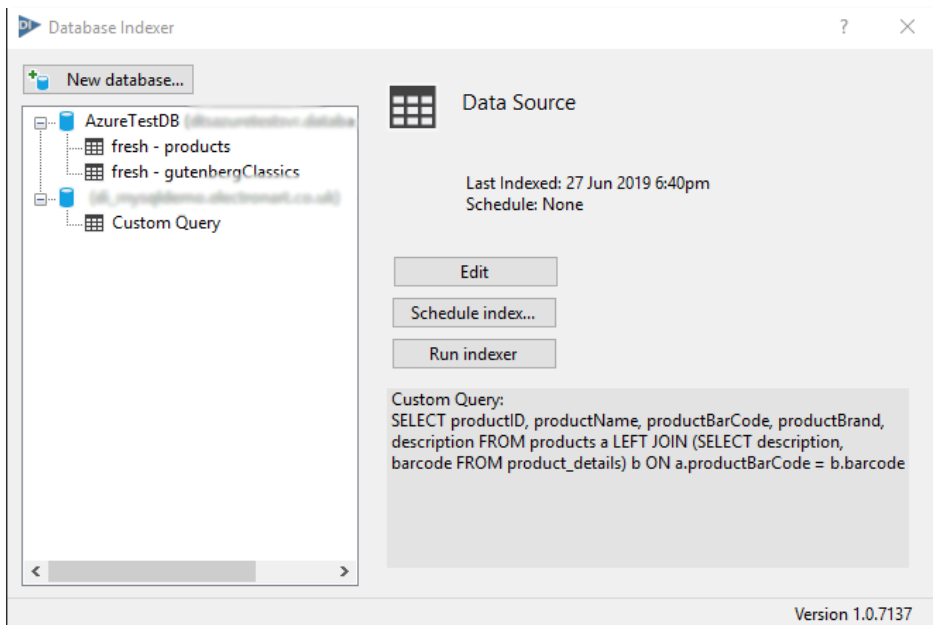 Database Indexer
New database...
AzureTestDB
fresh - products
fresh - gutenbergClassics
Custom Query
Data Source
Last Indexed: 27 Jun 2019 6:40pm
Schedule: None
Edit
Schedule index...
Run indexer
Custom Query:
SELECT productID, productName, productBarCode, productBrand,
description FROM products a LEFT JOIN (SELECT description,
barcode FROM product_details) b ON a.productBarCode = b.barcode
Version 1.0.7137